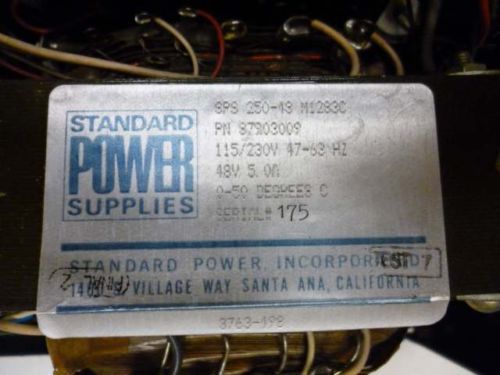 STANDARD
POWER
SUPPLIES
SPS 250-48 M1283C
PN 87903009
115/230V 47-63 HZ
48V 5.0A
0-50 DEGREES C
SERIAL# 175
STANDARD POWER, INCORPORATED
VILLAGE WAY SANTA ANA, CALIFORNIA
3763-498